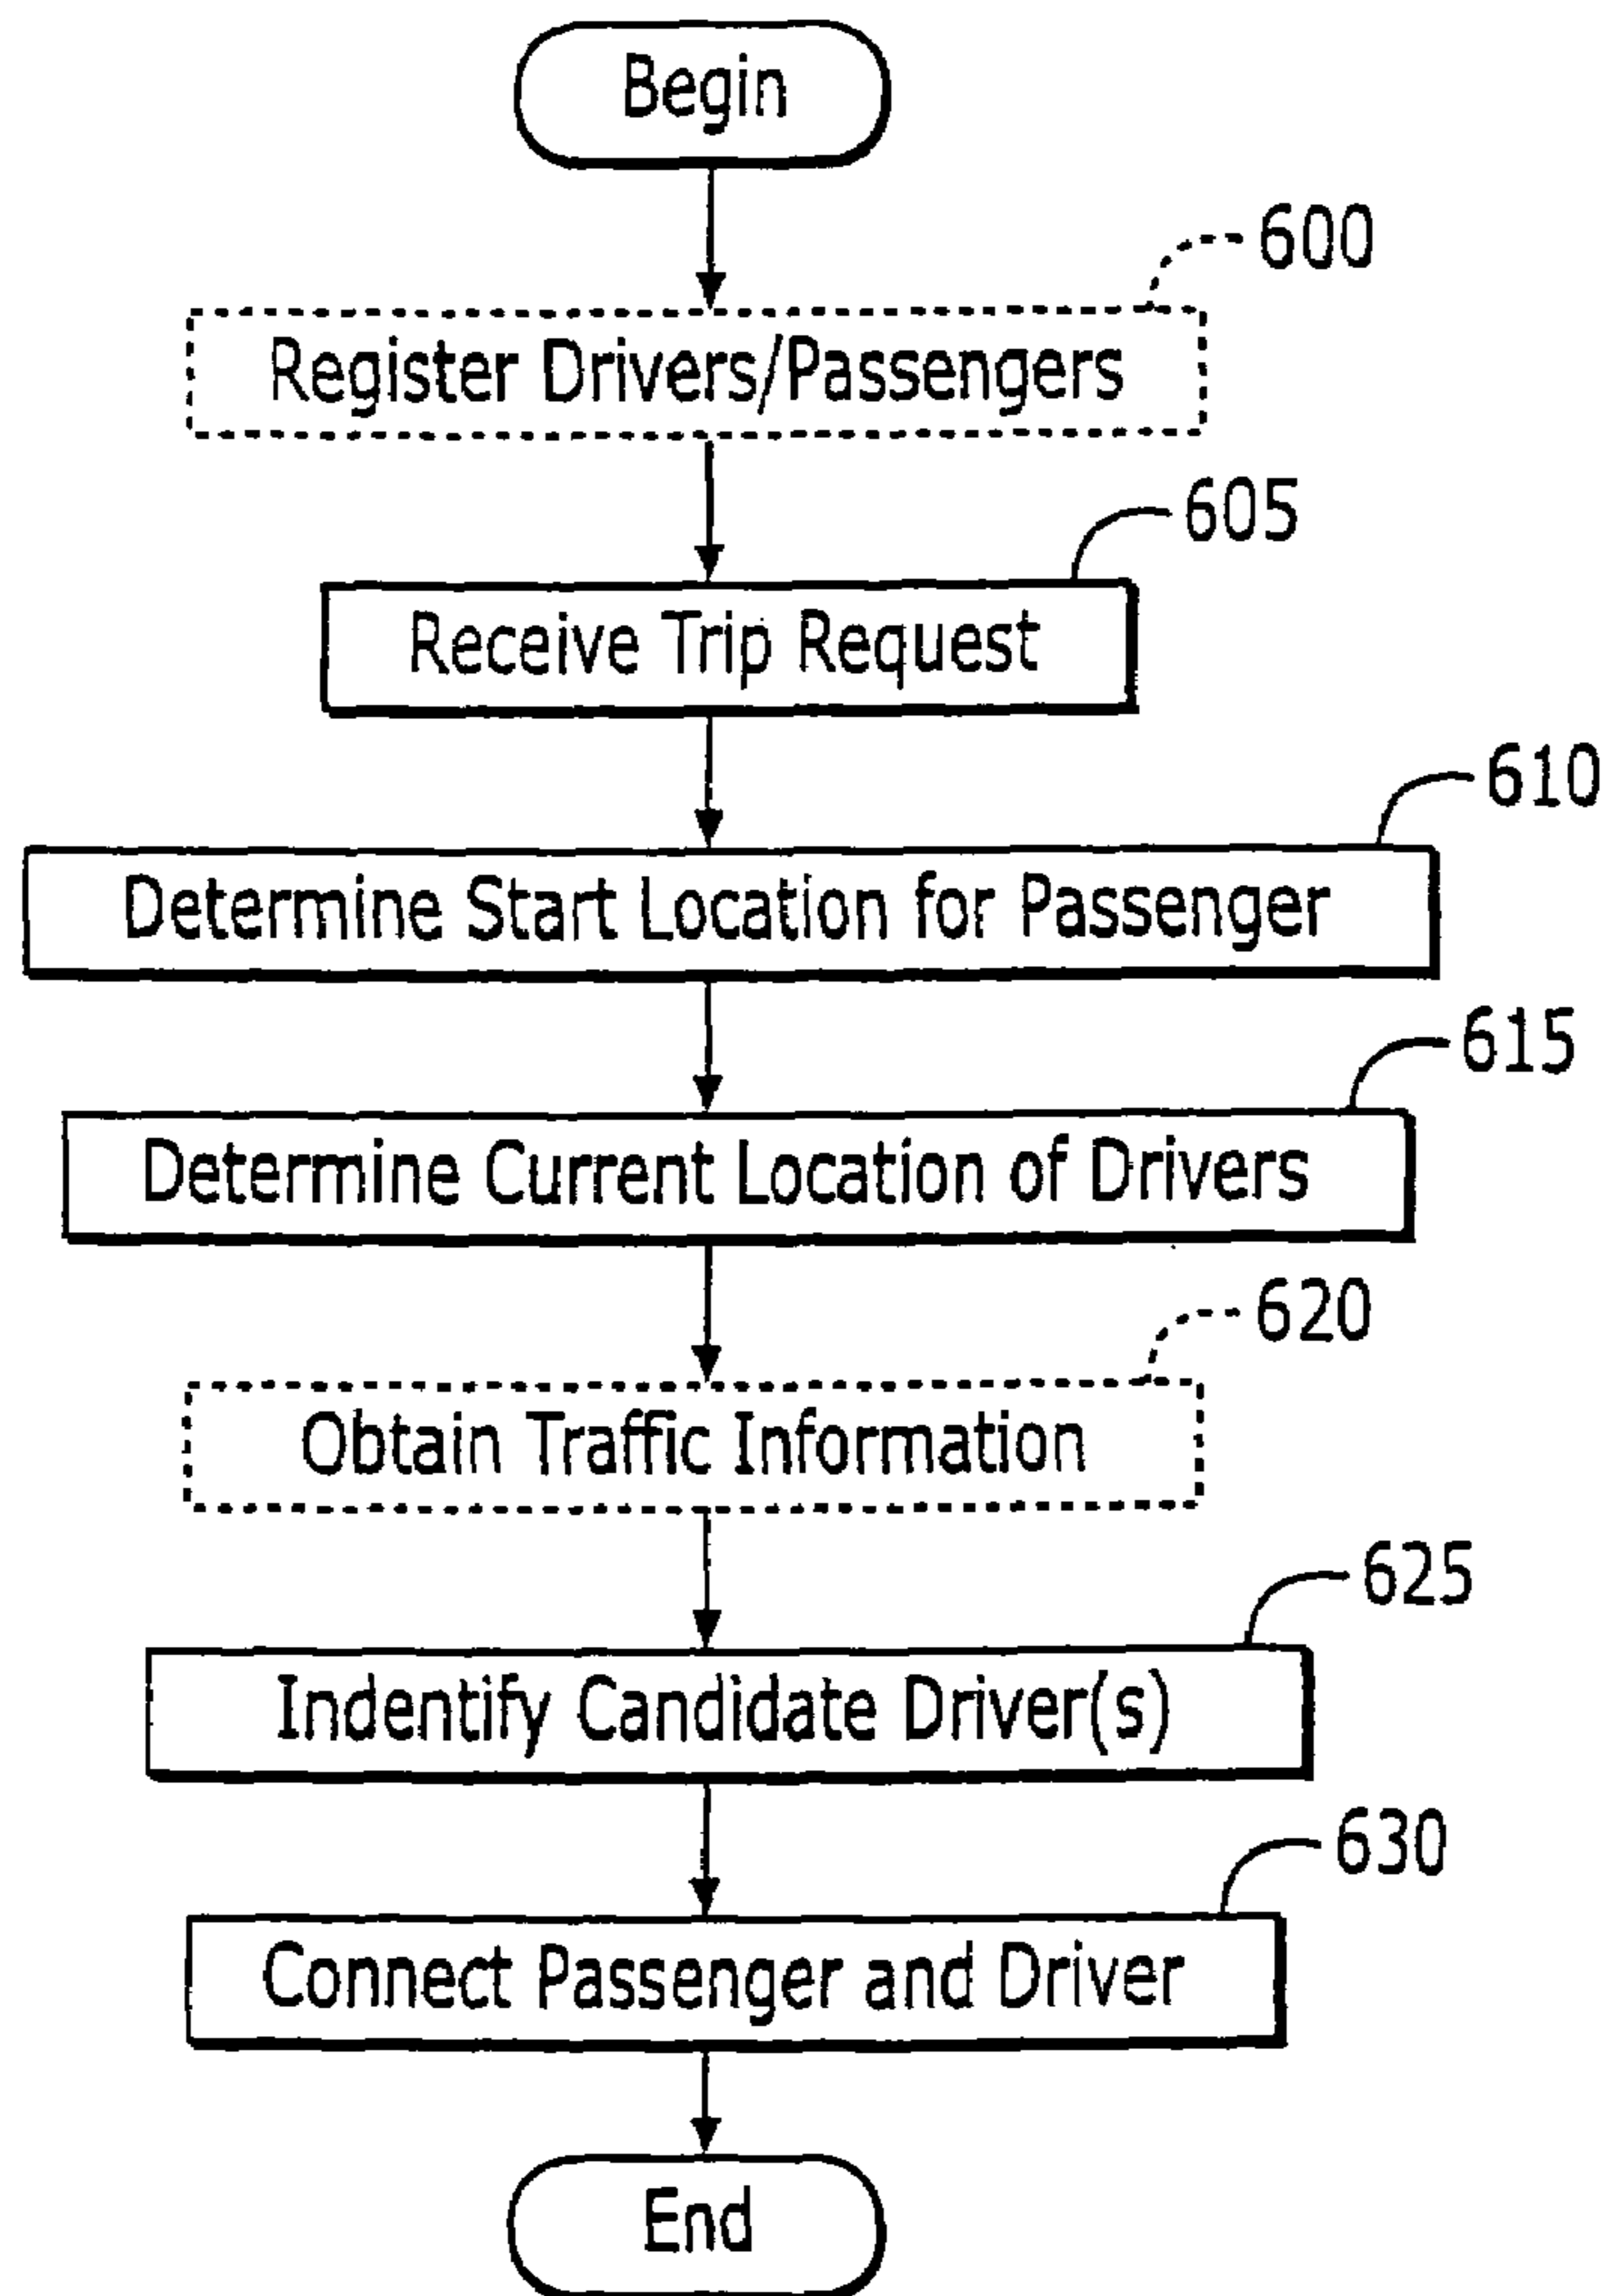 Begin
600
Register Drivers/Passengers
605
Receive Trip Request
610
Determine Start Location for Passenger
615
Determine Current Location of Drivers
620
Obtain Traffic Information
625
Indentify Candidate Driver(s)
630
Connect Passenger and Driver
End